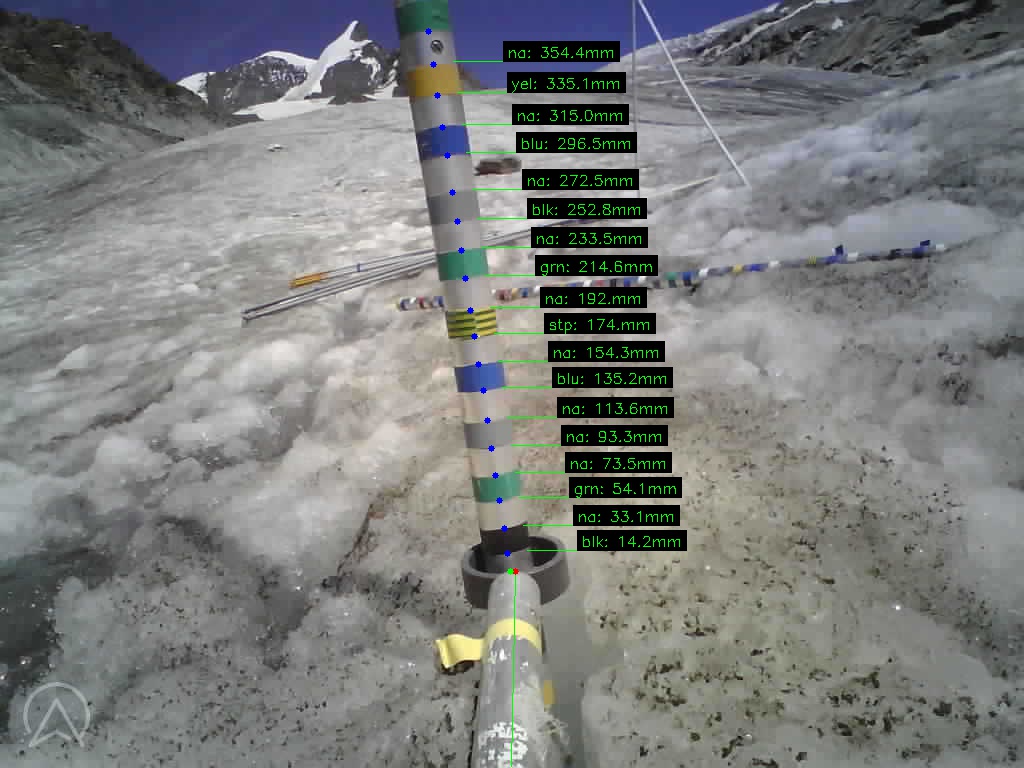 na: 354.4mm
yel: 335.1mm
na: 315.0mm
blu: 296.5mm
na: 272.5mm
blk: 252.8mm
na: 233.5mm
grn: 214.6mm
na: 192.mm
stp: 174.mm
na: 154.3mm
blu: 135.2mm
na: 113.6mm
na: 93.3mm
na: 73.5mm
grn: 54.1mm
na: 33.1mm
blk: 14.2mm